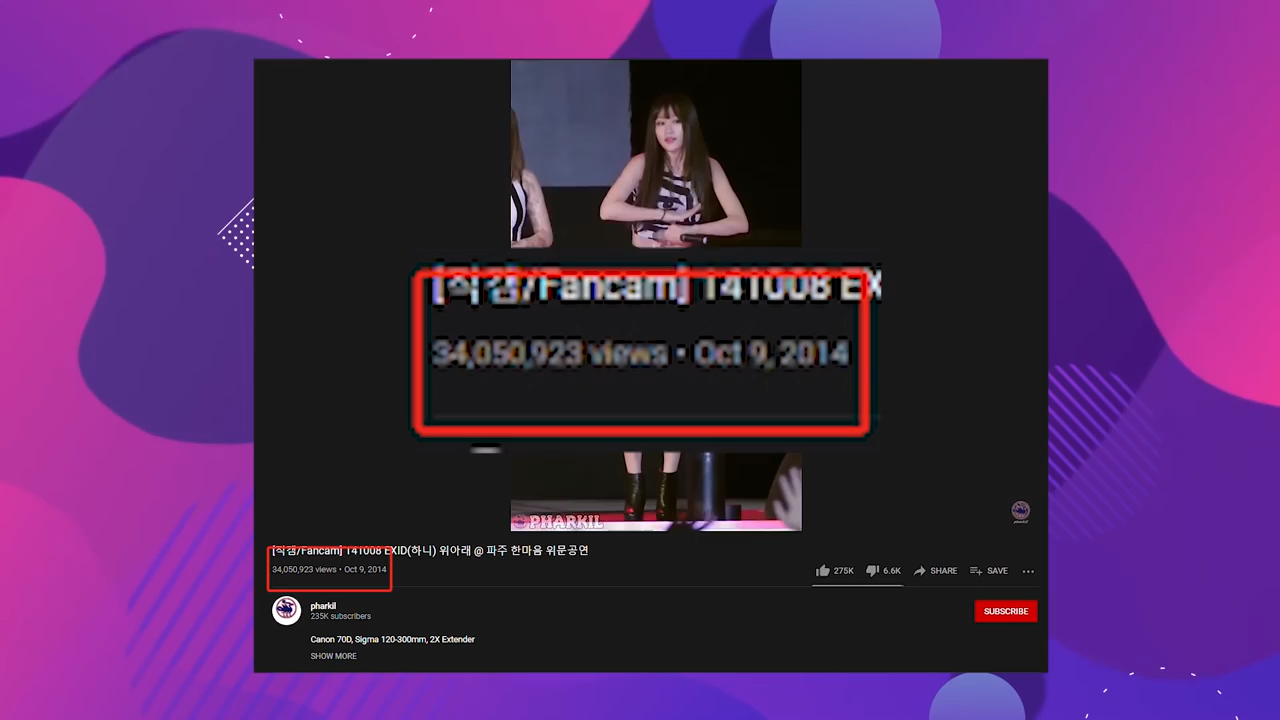 [직캠/Fancam] 141008 EX
34,050,923 views • Oct 9, 2014
PHARKIL
[직캠/Fancam] 141008 EXID(하니) 위아래 @ 파주 한마음 위문공연
34,050,923 views • Oct 9, 2014
275K 6.6K SHARE SAVE
pharkil
235K subscribers
SUBSCRIBE
Canon 70D, Sigma 120-300mm, 2X Extender
SHOW MORE